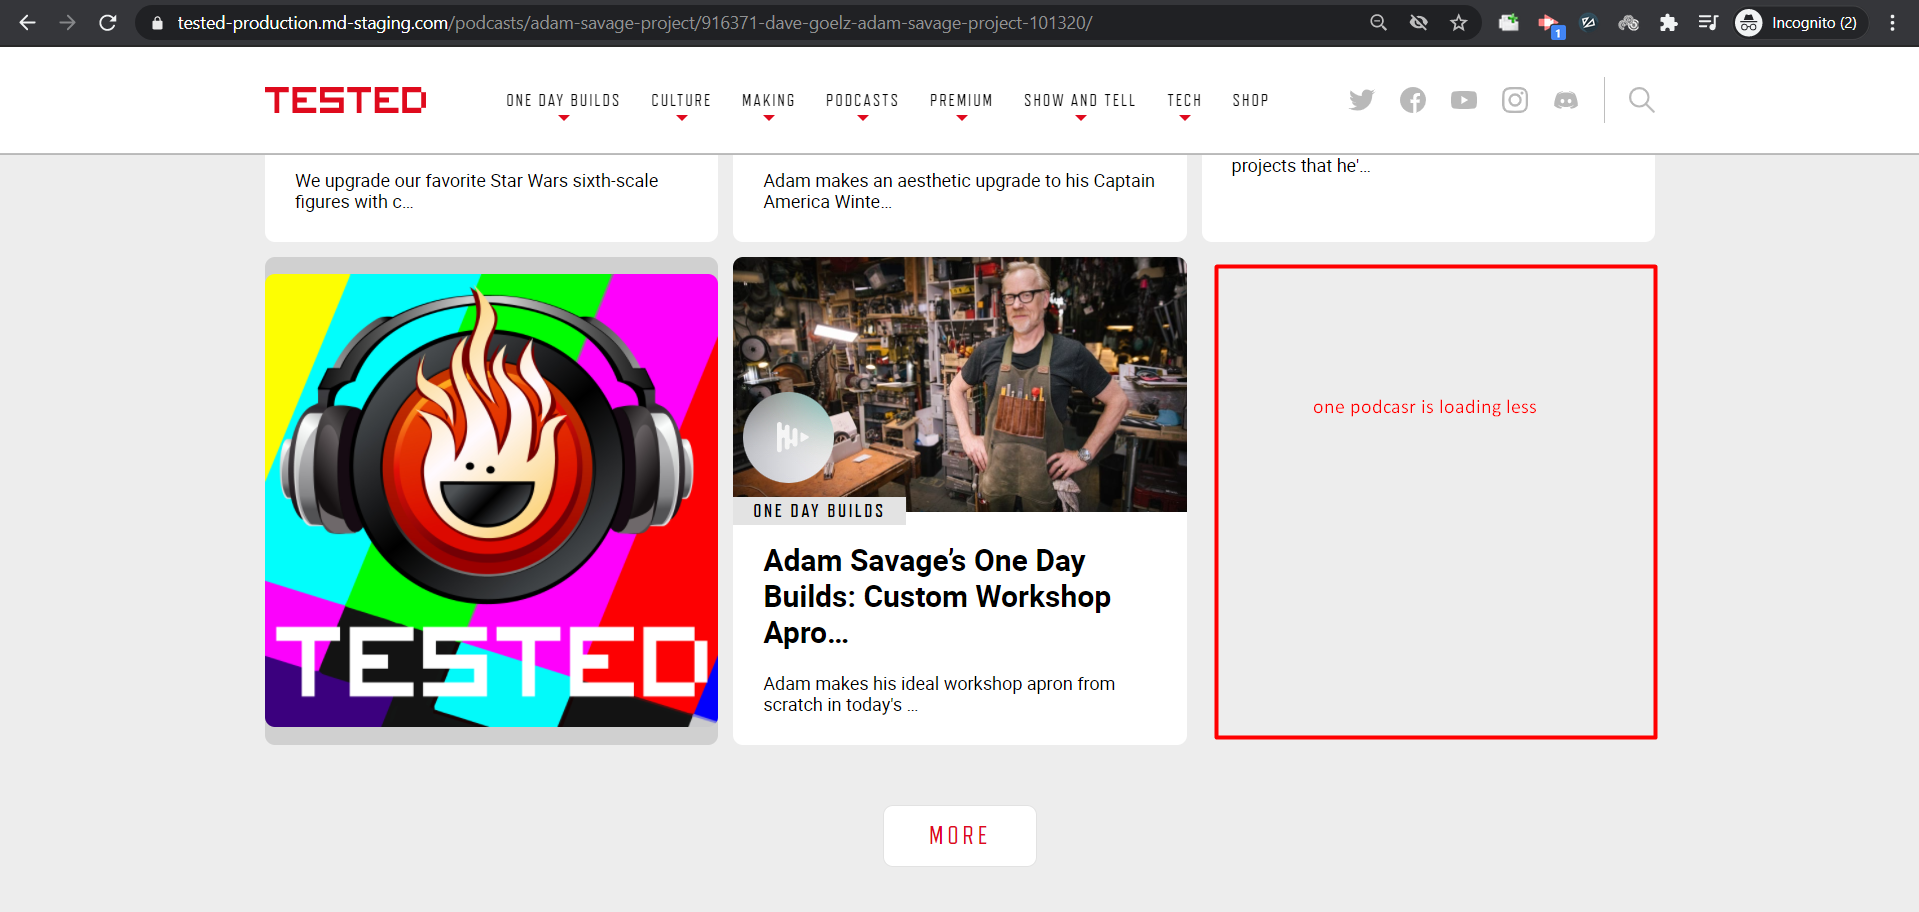 tested-production.md-staging.com/podcasts/adam-savage-project/916371-dave-goelz-adam-savage-project-101320/
1
Incognito (2)
TESTED
ONE DAY BUILDS
CULTURE
MAKING
PODCASTS
PREMIUM
SHOW AND TELL
TECH
SHOP
We upgrade our favorite Star Wars sixth-scale
figures with c...
Adam makes an aesthetic upgrade to his Captain
America Winte...
projects that he'...
TESTED
ONE DAY BUILDS
Adam Savage’s One Day
Builds: Custom Workshop
Apro...
Adam makes his ideal workshop apron from
scratch in today's ...
one podcasr is loading less
MORE